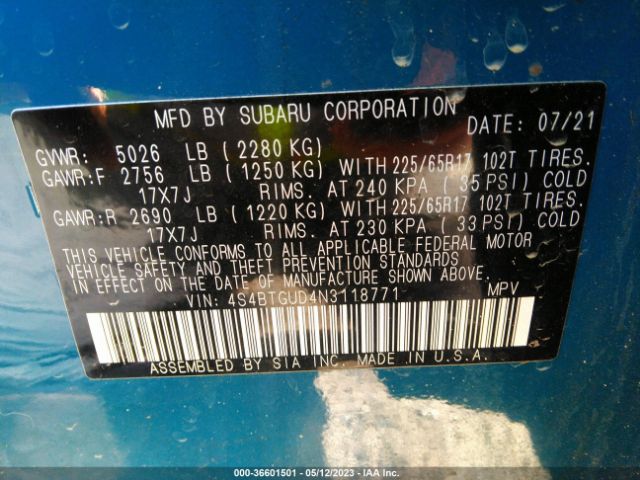 MFD BY SUBARU CORPORATION DATE: 07/21
GVWR: 5026 LB (2280 KG)
GAWR:F 2756 LB (1250 KG) WITH 225/65R17 102T TIRES.
17X7J RIMS. AT 240 KPA (35 PSI) COLD
GAWR:R 2690 LB (1220 KG) WITH 225/65R17 102T TIRES.
17X7J RIMS. AT 230 KPA (33 PSI) COLD
THIS VEHICLE CONFORMS TO ALL APPLICABLE FEDERAL MOTOR
VEHICLE SAFETY AND THEFT PREVENTION STANDARDS
IN EFFECT ON THE DATE OF MANUFACTURE SHOWN ABOVE.
VIN: 4S4BTGUD4N3118771 MPV
ASSEMBLED BY SIA INC. MADE IN U.S.A.
000-36601501 - 05/12/2023 - IAA Inc.